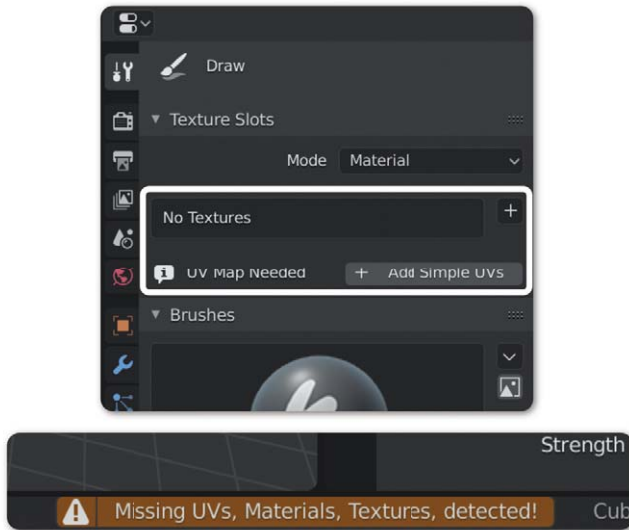 Draw
Texture Slots
Mode Material
No Textures
UV Map Needed + Add Simple UVs
Brushes
Strength
Missing UVs, Materials, Textures, detected! Cub